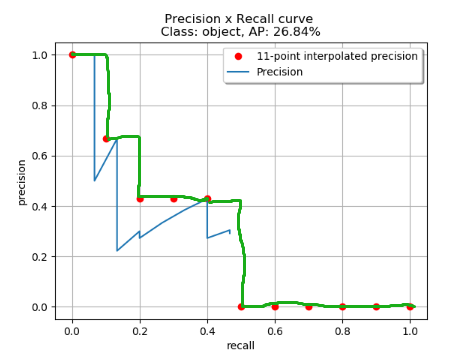 Precision x Recall curve
Class: object, AP: 26.84%
11-point interpolated precision
Precision
precision
1.0
0.8
0.6
0.4
0.2
0.0
0.0 0.2 0.4 0.6 0.8 1.0
recall